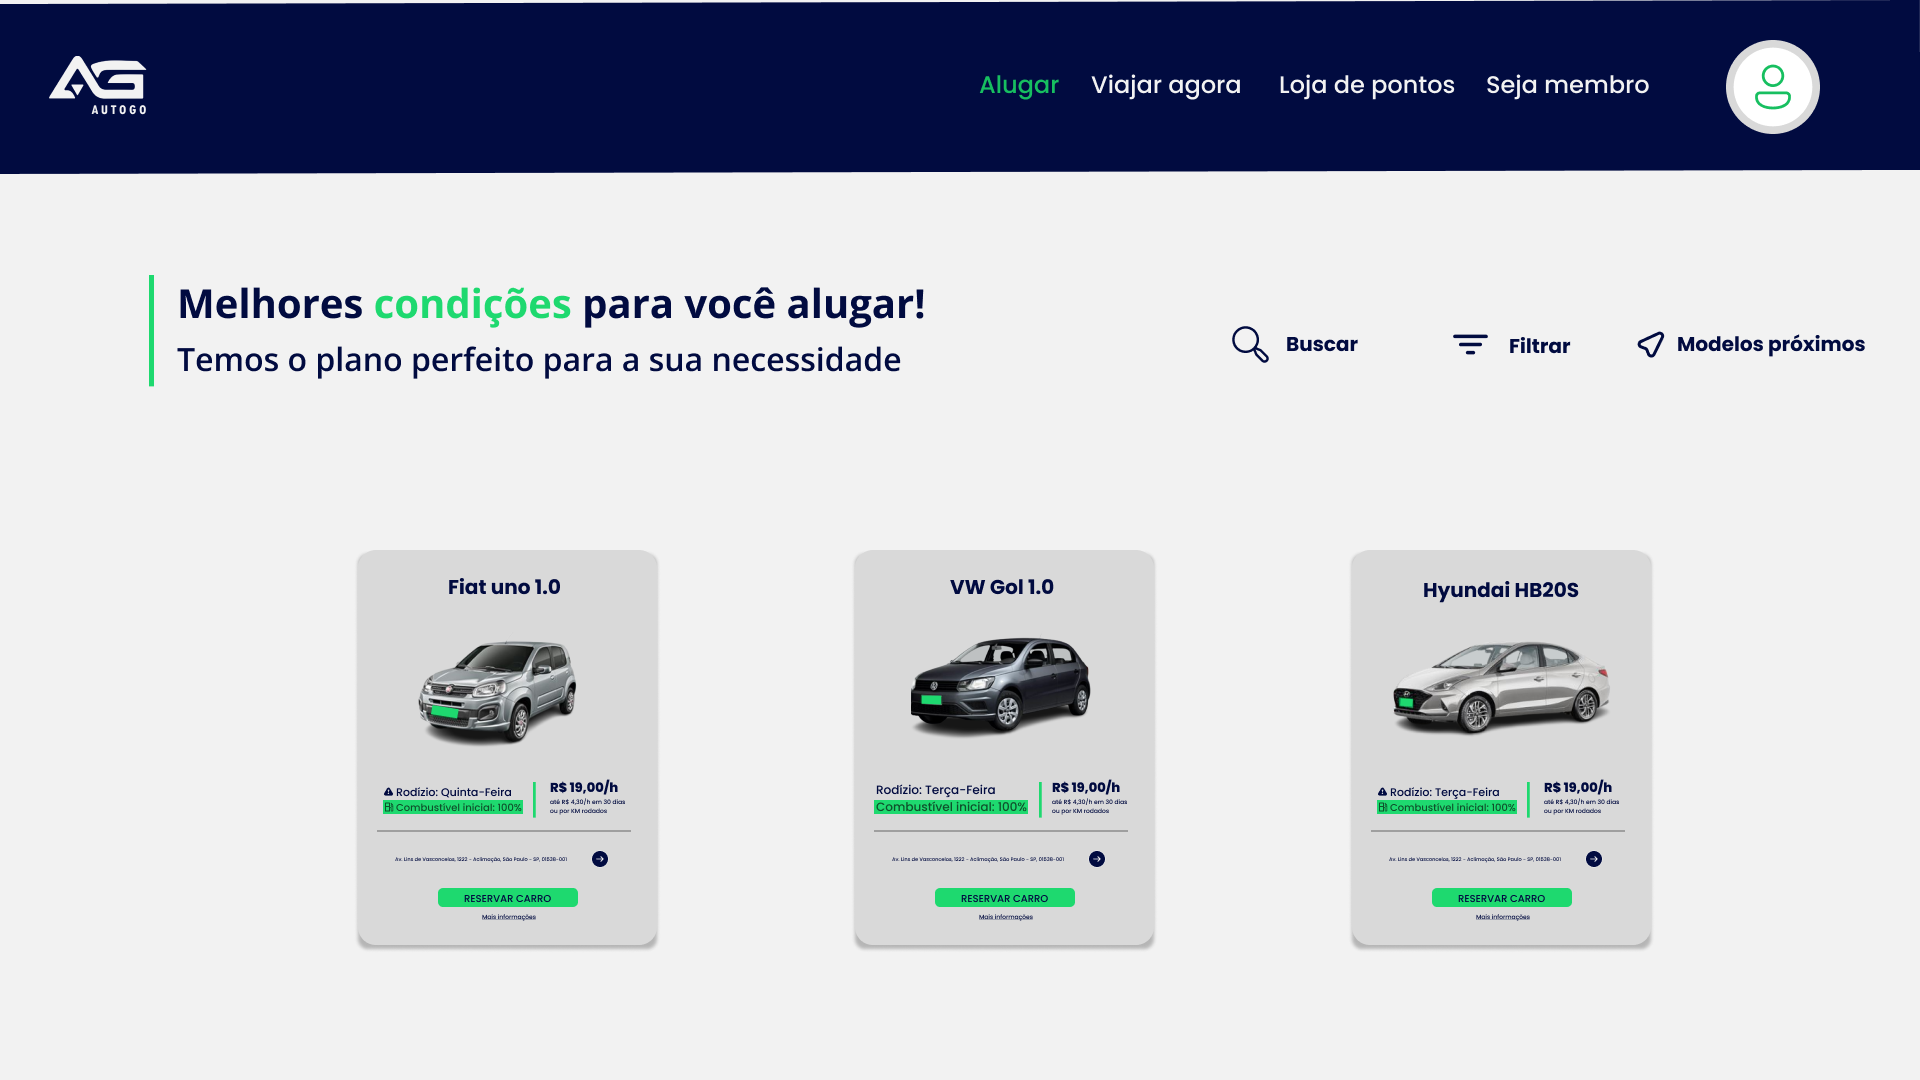 AG
AUTOGO
Alugar Viajar agora Loja de pontos Seja membro
Melhores condições para você alugar!
Temos o plano perfeito para a sua necessidade
Buscar Filtrar Modelos próximos
Fiat uno 1.0
Rodízio: Quinta-Feira
Combustível inicial: 100%
R$ 19,00/h
até R$ 4,30/h em 30 dias
ou por KM rodados
Av. Lins de Vasconcelos, 1222 - Aclimação, São Paulo - SP, 01538-001
RESERVAR CARRO
Mais informações
VW Gol 1.0
Rodízio: Terça-Feira
Combustível inicial: 100%
R$ 19,00/h
até R$ 4,30/h em 30 dias
ou por KM rodados
Av. Lins de Vasconcelos, 1222 - Aclimação, São Paulo - SP, 01538-001
RESERVAR CARRO
Mais informações
Hyundai HB20S
Rodízio: Terça-Feira
Combustível inicial: 100%
R$ 19,00/h
até R$ 4,30/h em 30 dias
ou por KM rodados
Av. Lins de Vasconcelos, 1222 - Aclimação, São Paulo - SP, 01538-001
RESERVAR CARRO
Mais informações